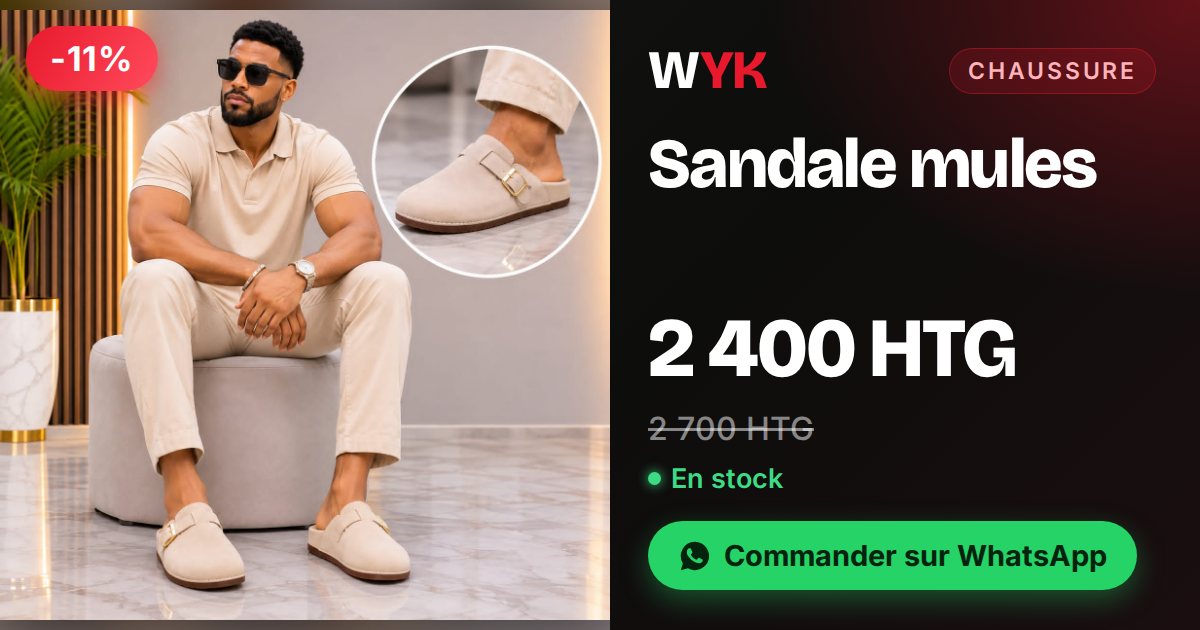 -11%
WYK
CHAUSSURE
Sandale mules
2 400 HTG
2 700 HTG
En stock
Commander sur WhatsApp